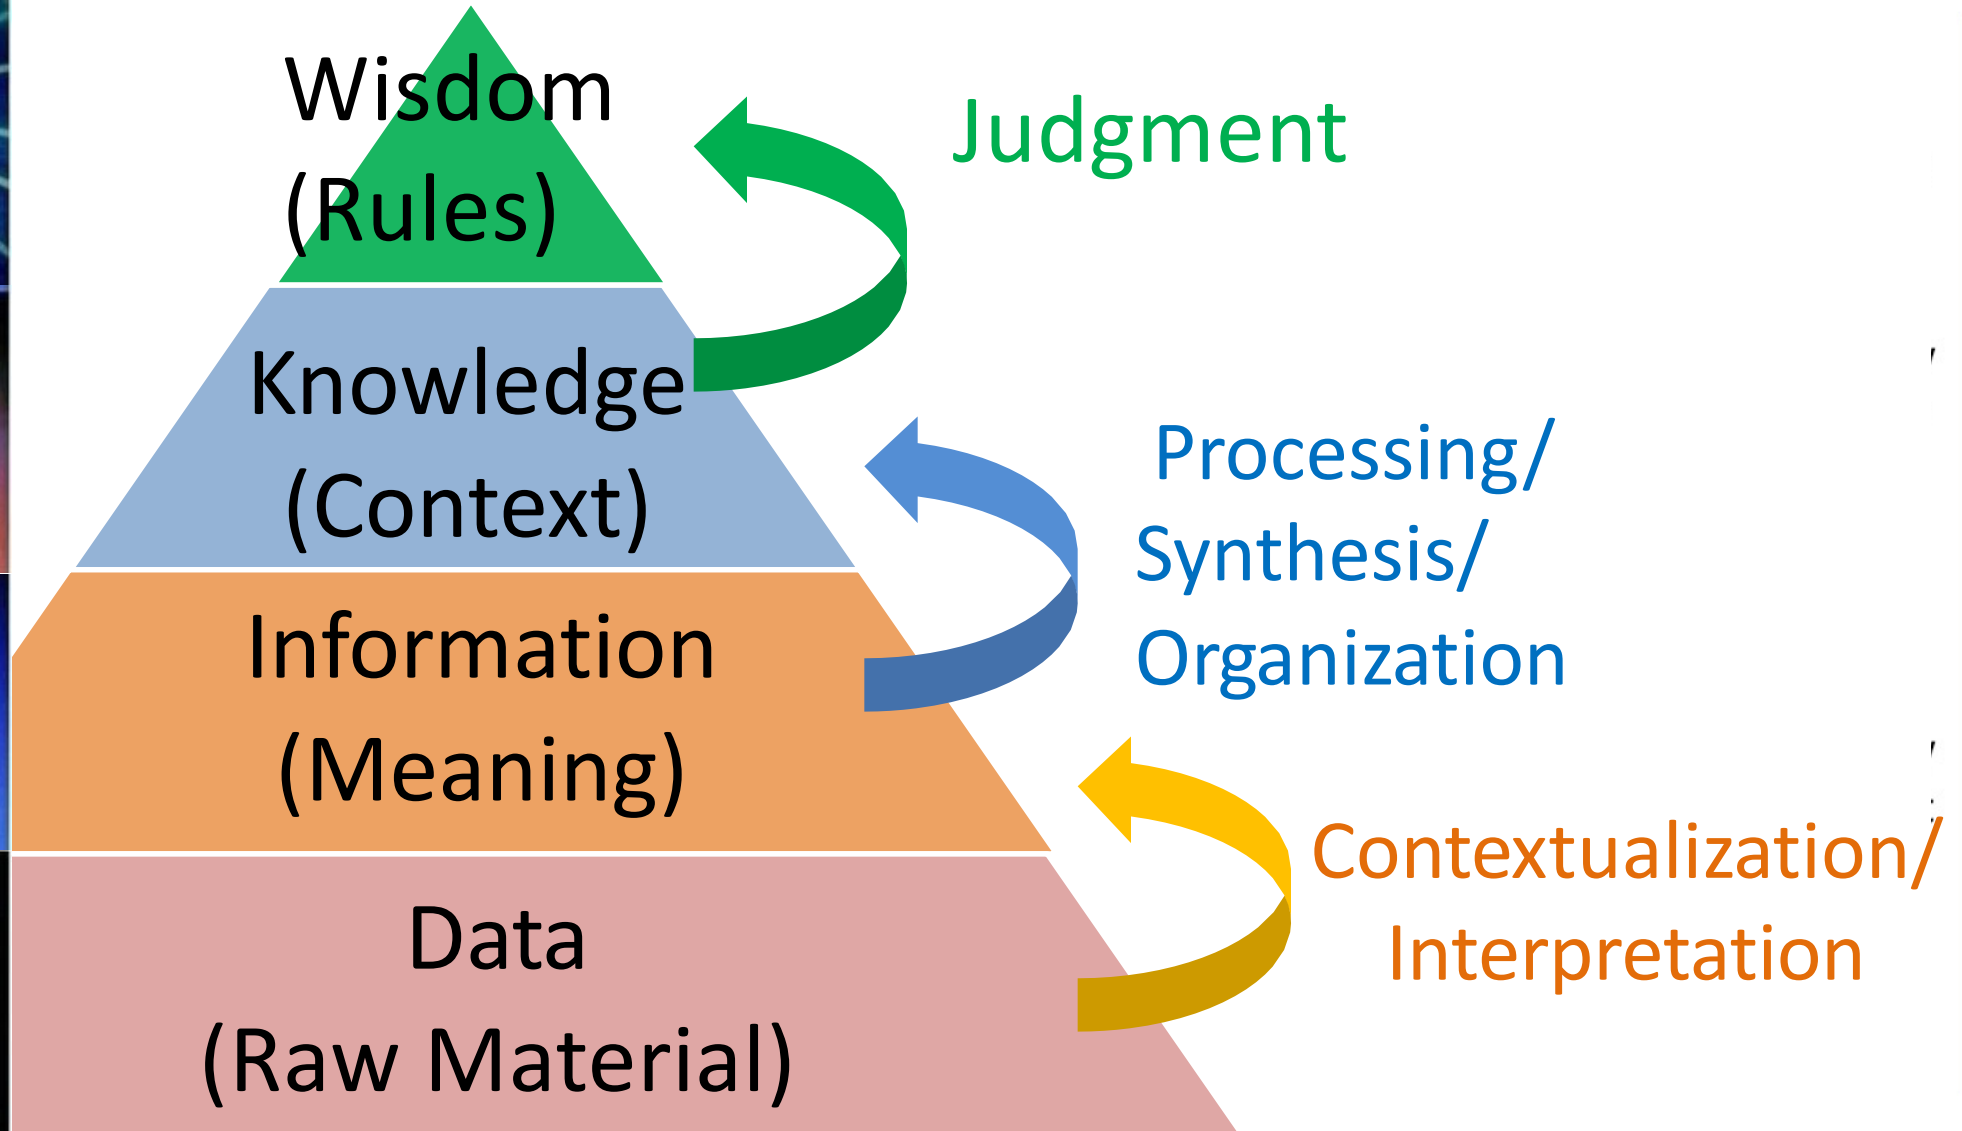 Wisdom
(Rules)
Judgment
Knowledge
(Context)
Processing/
Synthesis/
Organization
Information
(Meaning)
Contextualization/
Interpretation
Data
(Raw Material)